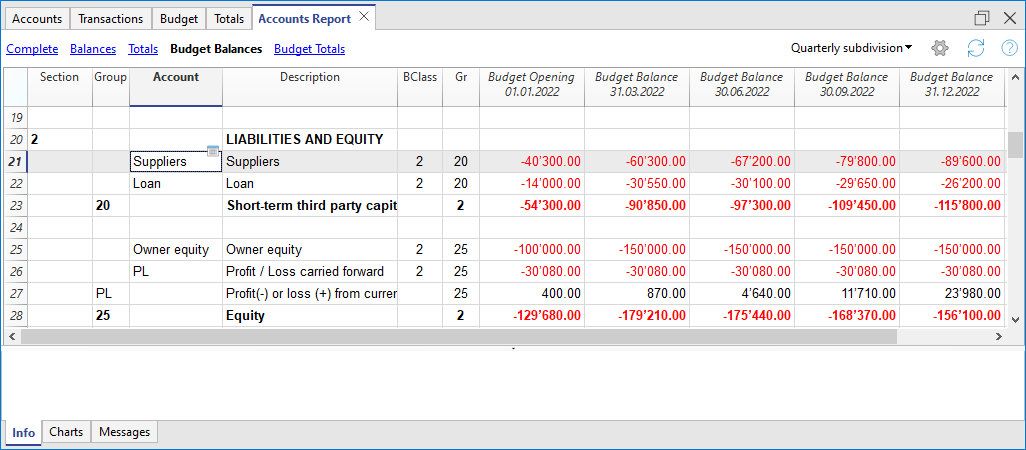 Accounts Transactions Budget Totals Accounts Report
Complete Balances Totals Budget Balances Budget Totals Quarterly subdivision
Section Group Account Description BClass Gr Budget Opening Budget Balance Budget Balance Budget Balance Budget Balance
01.01.2022 31.03.2022 30.06.2022 30.09.2022 31.12.2022
19
20 2 LIABILITIES AND EQUITY
21 Suppliers Suppliers 2 20 -40’300.00 -60’300.00 -67’200.00 -79’800.00 -89’600.00
22 Loan Loan 2 20 -14’000.00 -30’550.00 -30’100.00 -29’650.00 -26’200.00
23 20 Short-term third party capit 2 -54’300.00 -90’850.00 -97’300.00 -109’450.00 -115’800.00
24
25 Owner equity Owner equity 2 25 -100’000.00 -150’000.00 -150’000.00 -150’000.00 -150’000.00
26 PL Profit / Loss carried forward 2 25 -30’080.00 -30’080.00 -30’080.00 -30’080.00 -30’080.00
27 PL Profit(-) or loss (+) from curren 25 400.00 870.00 4’640.00 11’710.00 23’980.00
28 25 Equity 2 -129’680.00 -179’210.00 -175’440.00 -168’370.00 -156’100.00
Info Charts Messages